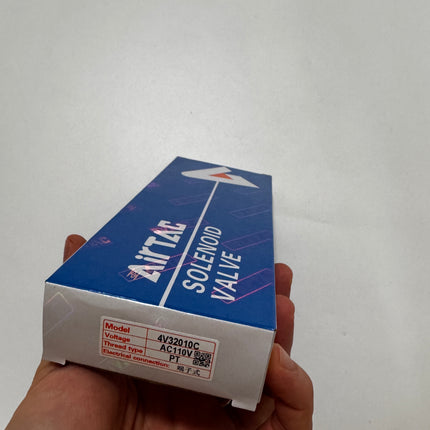 AirTAC
SOLENOID
VALVE
Model 4V32010C
Voltage AC110V
Thread type PT
Electrical connection: 端子式